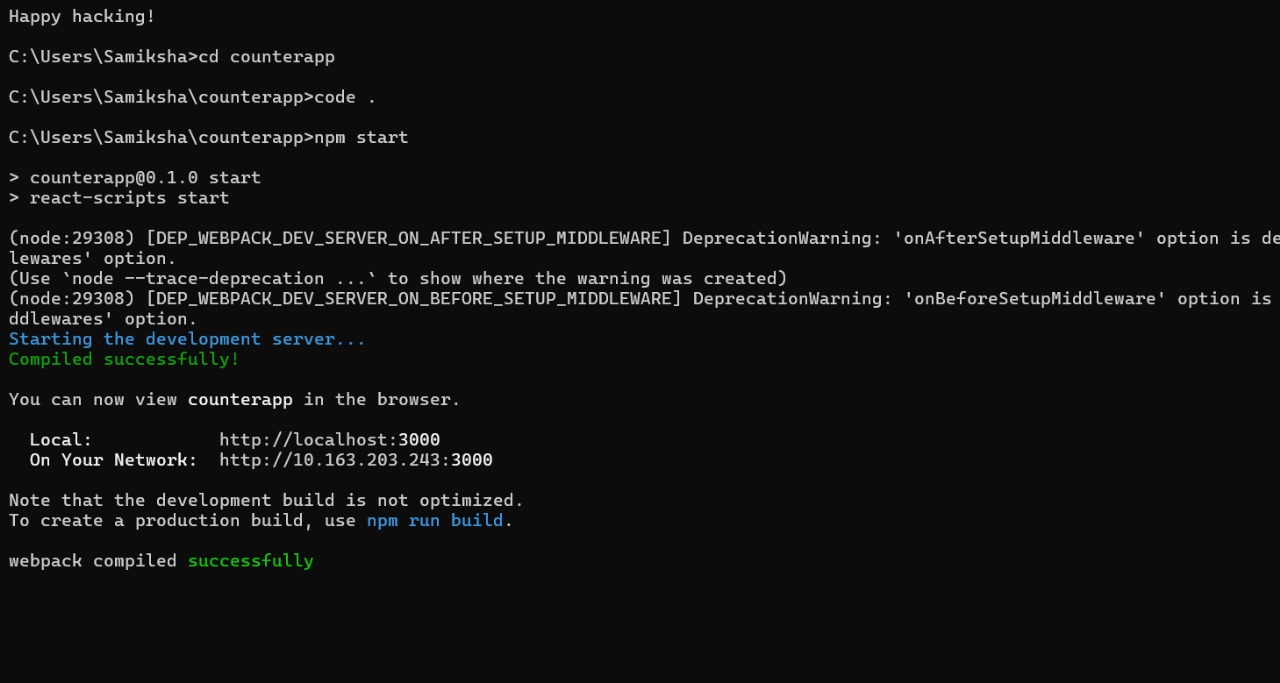 Happy hacking!
C:\Users\Samiksha>cd counterapp
C:\Users\Samiksha\counterapp>code .
C:\Users\Samiksha\counterapp>npm start
> counterapp@0.1.0 start
> react-scripts start
(node:29308) [DEP_WEBPACK_DEV_SERVER_ON_AFTER_SETUP_MIDDLEWARE] DeprecationWarning: 'onAfterSetupMiddleware' option is de
lewares' option.
(Use `node --trace-deprecation ...` to show where the warning was created)
(node:29308) [DEP_WEBPACK_DEV_SERVER_ON_BEFORE_SETUP_MIDDLEWARE] DeprecationWarning: 'onBeforeSetupMiddleware' option is
ddlewares' option.
Starting the development server...
Compiled successfully!
You can now view counterapp in the browser.
Local: http://localhost:3000
On Your Network: http://10.163.203.243:3000
Note that the development build is not optimized.
To create a production build, use npm run build.
webpack compiled successfully